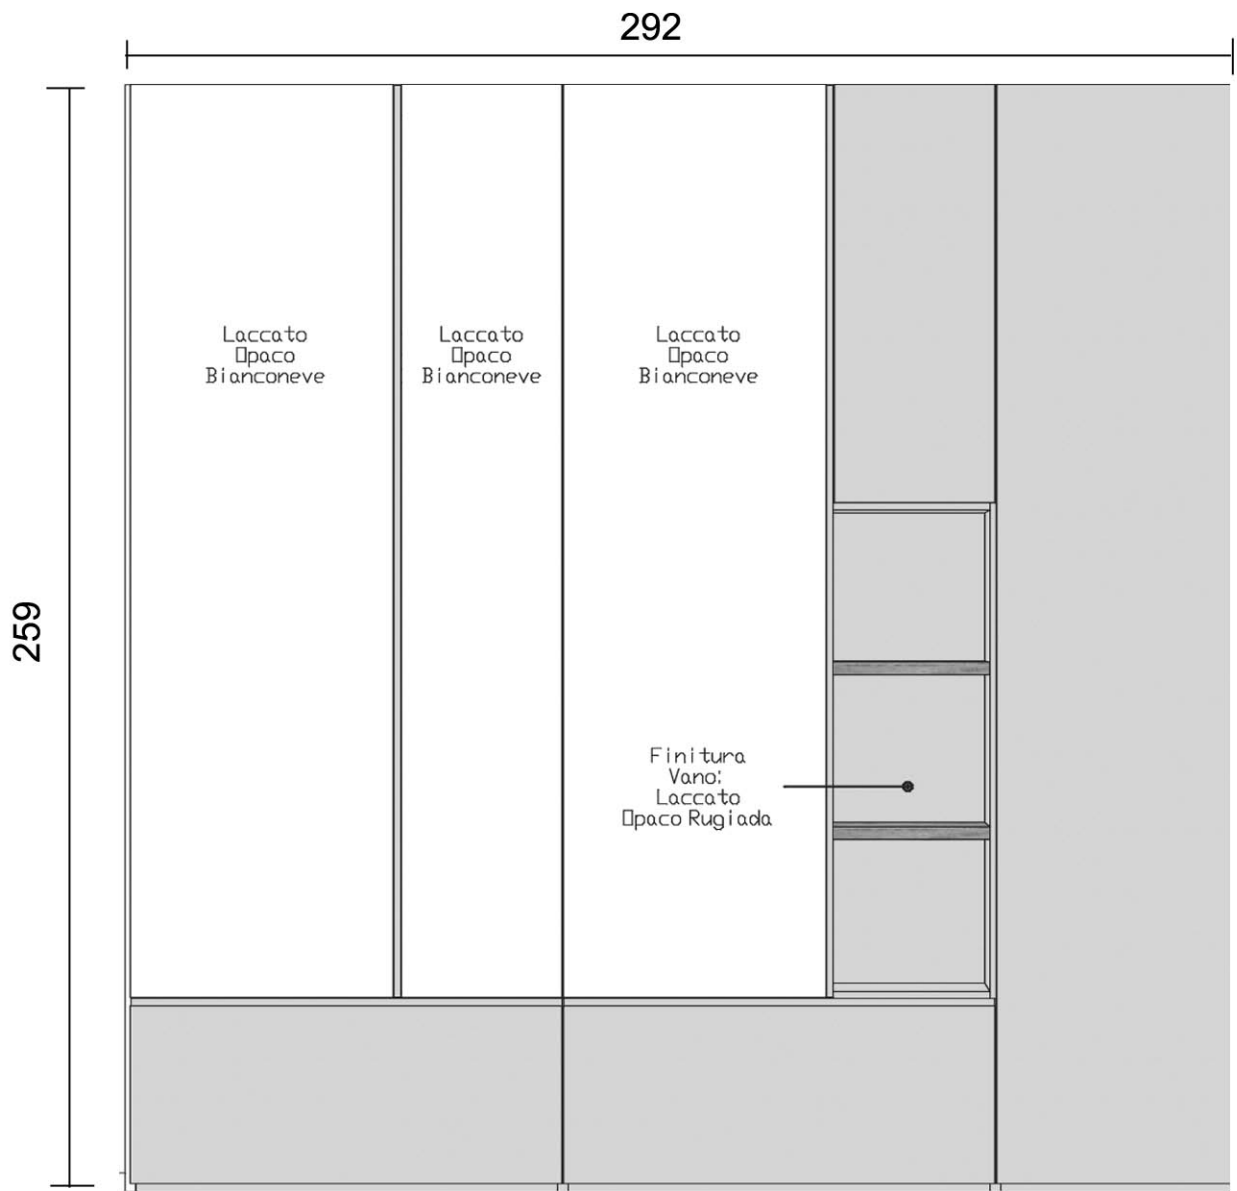 292
259
Laccato
Opaco
Bianconeve
Laccato
Opaco
Bianconeve
Laccato
Opaco
Bianconeve
Finitura
Vano:
Laccato
Opaco Rugiada